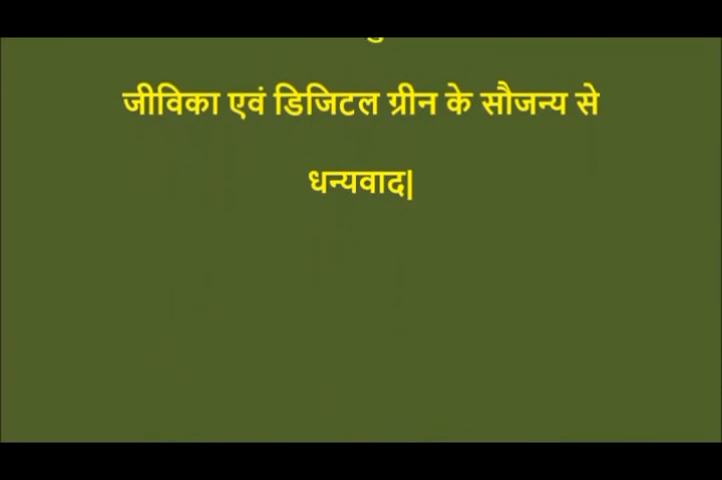 जीविका एवं डिजिटल ग्रीन के सौजन्य से
धन्यवाद|